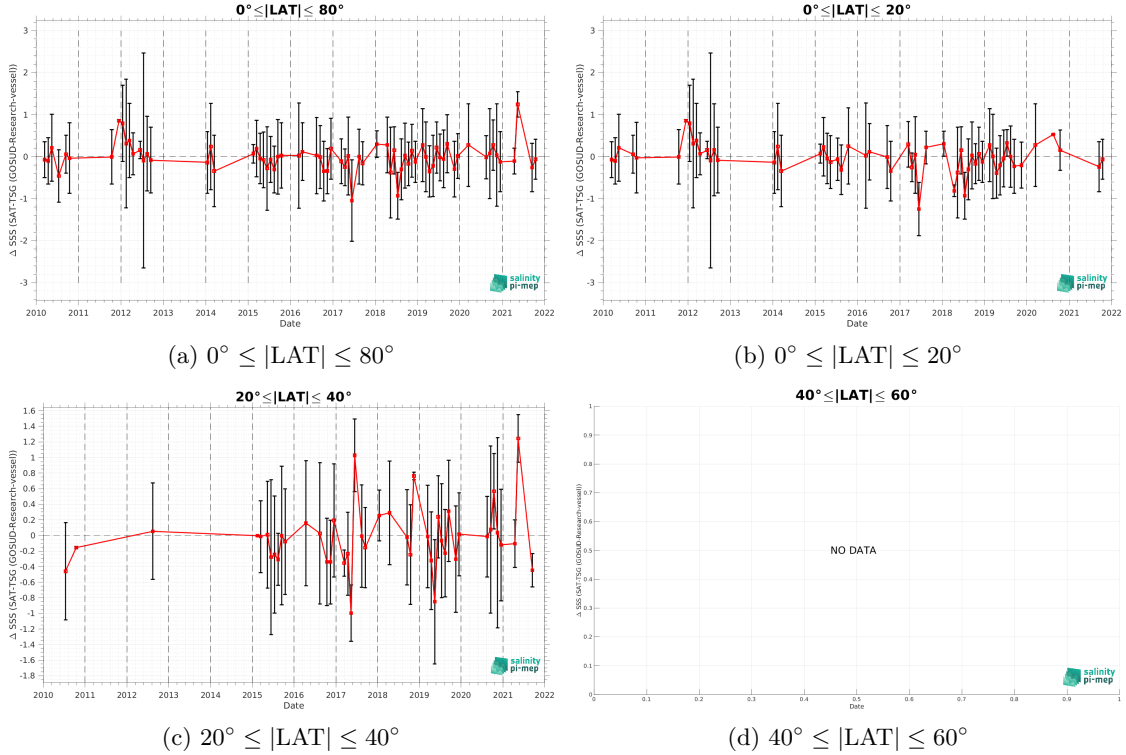 0°≤|LAT|≤ 80°
Δ SSS (SAT-TSG (GOSUD-Research-vessel))
3
2
1
0
-1
-2
-3
2010 2011 2012 2013 2014 2015 2016 2017 2018 2019 2020 2021 2022
Date
salinity
pi-mep
(a) 0° ≤ |LAT| ≤ 80°
0°≤|LAT|≤ 20°
Δ SSS (SAT-TSG (GOSUD-Research-vessel))
3
2
1
0
-1
-2
-3
2010 2011 2012 2013 2014 2015 2016 2017 2018 2019 2020 2021 2022
Date
salinity
pi-mep
(b) 0° ≤ |LAT| ≤ 20°
20°≤|LAT|≤ 40°
Δ SSS (SAT-TSG (GOSUD-Research-vessel))
1.6
1.4
1.2
1
0.8
0.6
0.4
0.2
0
-0.2
-0.4
-0.6
-0.8
-1
-1.2
-1.4
-1.6
-1.8
2010 2011 2012 2013 2014 2015 2016 2017 2018 2019 2020 2021 2022
Date
salinity
pi-mep
(c) 20° ≤ |LAT| ≤ 40°
40°≤|LAT|≤ 60°
Δ SSS (SAT-TSG (GOSUD-Research-vessel))
1
0.9
0.8
0.7
0.6
0.5
0.4
0.3
0.2
0.1
0
NO DATA
0 0.1 0.2 0.3 0.4 0.5 0.6 0.7 0.8 0.9 1
Date
salinity
pi-mep
(d) 40° ≤ |LAT| ≤ 60°